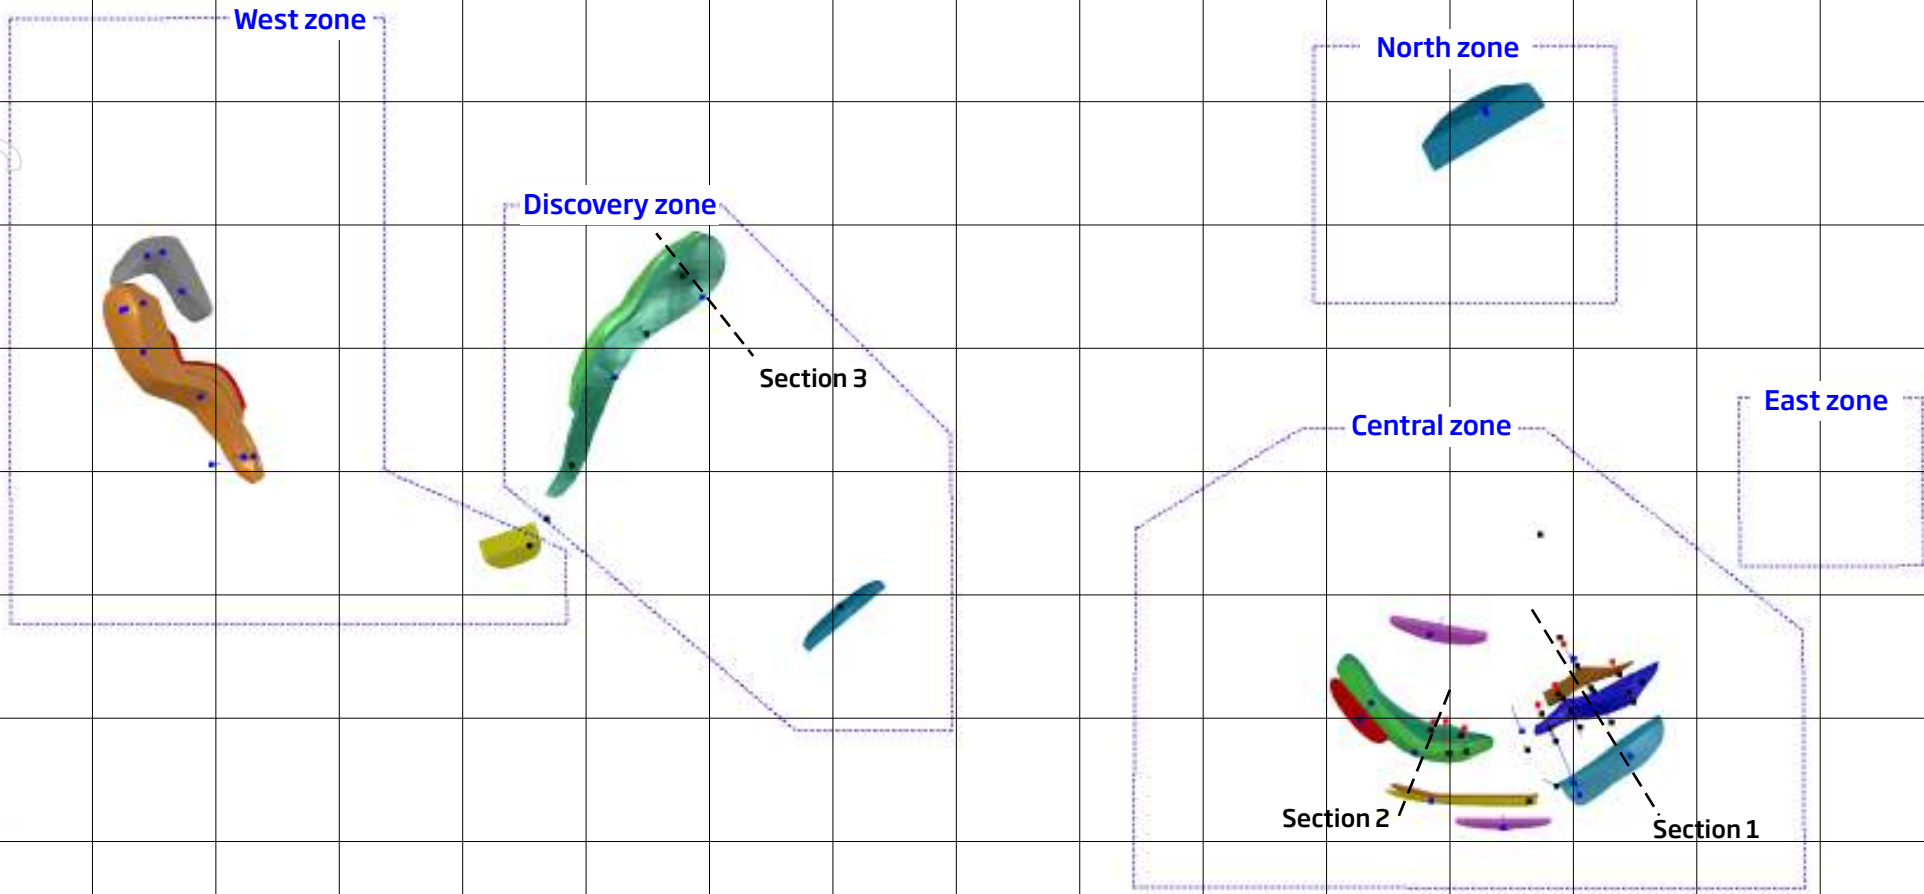 West zone
North zone
Discovery zone
Section 3
East zone
Central zone
Section 2
Section 1